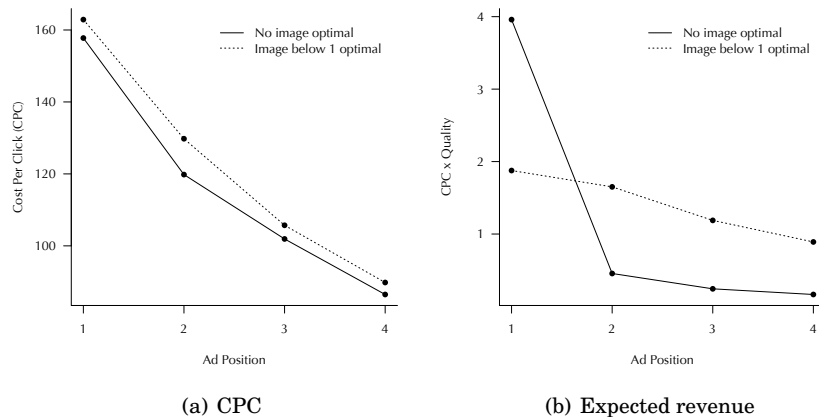 160
140
120
100
Cost Per Click (CPC)
No image optimal
Image below 1 optimal
1 2 3 4
Ad Position
(a) CPC
4
3
2
1
CPC x Quality
No image optimal
Image below 1 optimal
1 2 3 4
Ad Position
(b) Expected revenue